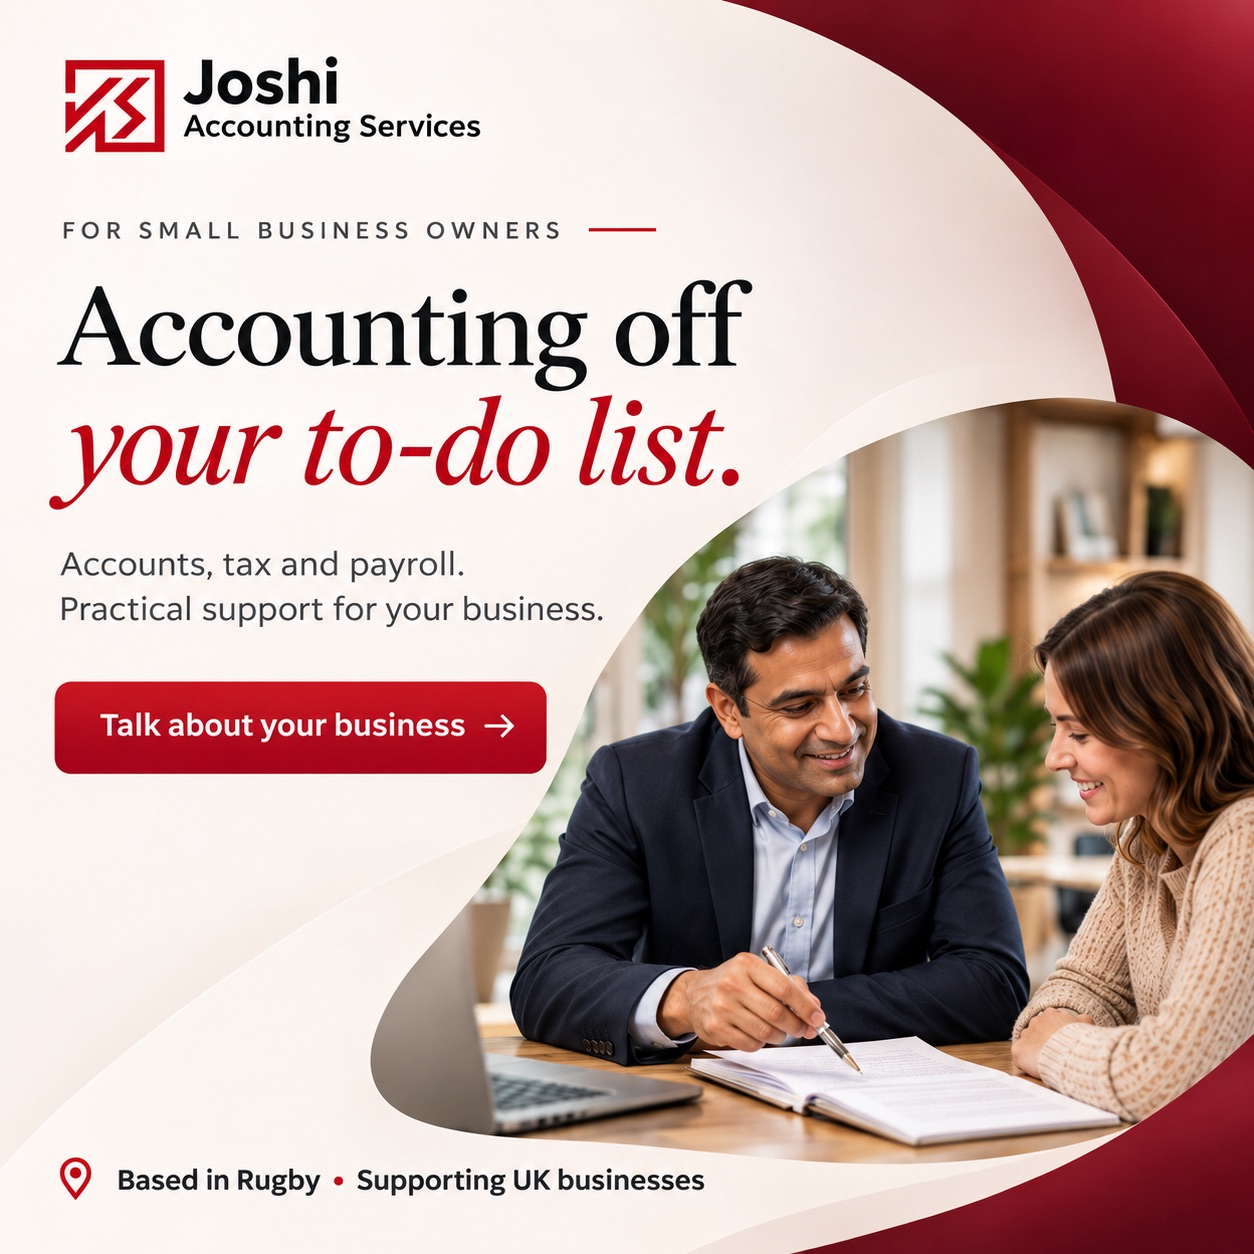 Joshi
Accounting Services
FOR SMALL BUSINESS OWNERS
Accounting off
your to-do list.
Accounts, tax and payroll.
Practical support for your business.
Talk about your business →
Based in Rugby • Supporting UK businesses